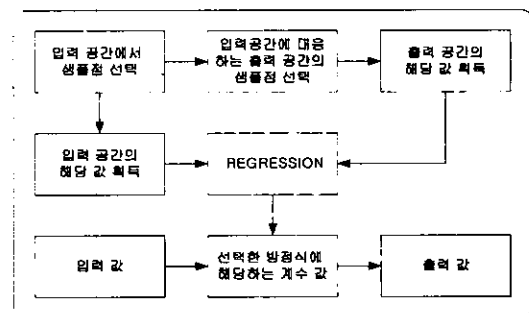 입력 공간에서
샘플점 선택
입력공간에 대응
하는 출력 공간의
샘플점 선택
출력 공간의
해당 값 획득
입력 공간의
해당 값 획득
REGRESSION
입력 값
선택한 방정식에
해당하는 계수 값
출력 값